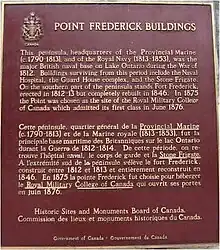 POINT FREDERICK BUILDINGS
This peninsula, headquarters of the Provincial Marine
(c.1790-1813), and of the Royal Navy (1813-1853), was the
major British naval base on Lake Ontario during the War of
1812. Buildings surviving from this period include the Naval
Hospital, the Guard House complex, and the Stone Frigate.
On the southern part of the peninsula stands Fort Frederick,
erected in 1812-13 but completely rebuilt in 1846. In 1875
the Point was chosen as the site of the Royal Military College
of Canada which admitted its first class in June 1876.
Cette péninsule, quartier général de la Provincial Marine
(c.1790-1813) et de la Marine royale (1813-1853), fut la
principale base maritime des Britanniques sur le lac Ontario
durant la Guerre de 1812-14. De cette période, on re-
trouve l'hôpital naval, le corps de garde et la Stone Frigate.
A l'extrémité sud de la péninsule s'élève le fort Frederick,
construit entre 1812 et 1813 et entièrement reconstruit en
1846. En 1875 la pointe Frederick fut choisie pour héberger
le Royal Military College of Canada qui ouvrit ses portes
en juin 1876.
Historic Sites and Monuments Board of Canada.
Commission des lieux et monuments historiques du Canada.
Government of Canada - Gouvernement du Canada